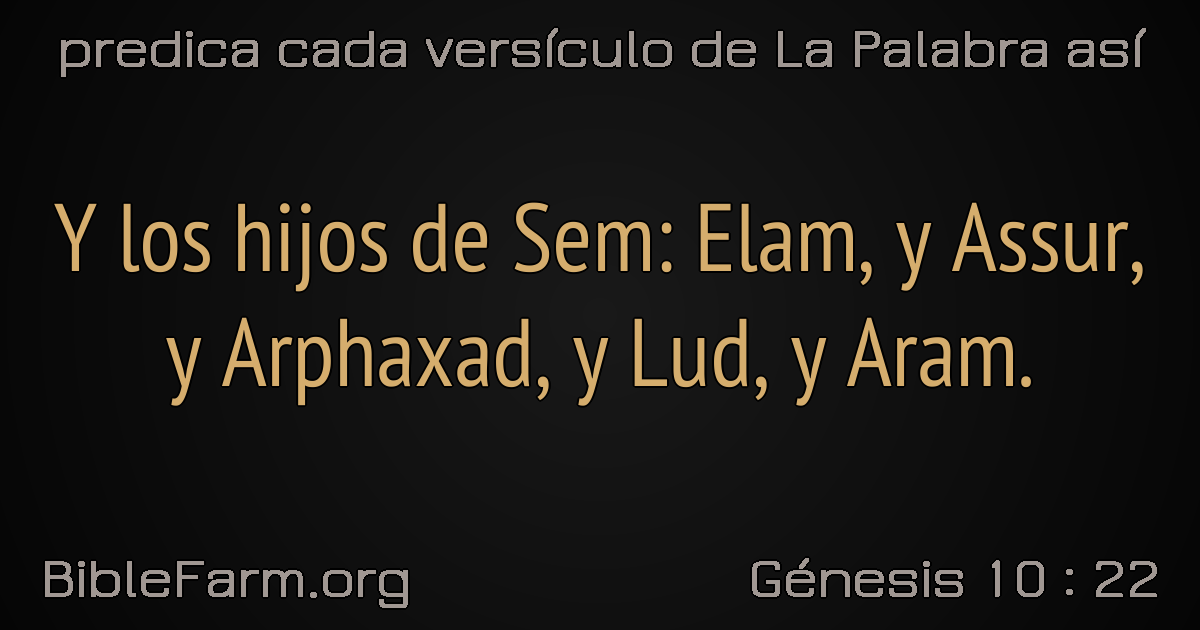 predica cada versículo de La Palabra así
Y los hijos de Sem: Elam, y Assur,
y Arphaxad, y Lud, y Aram.
BibleFarm.org
Génesis 10 : 22